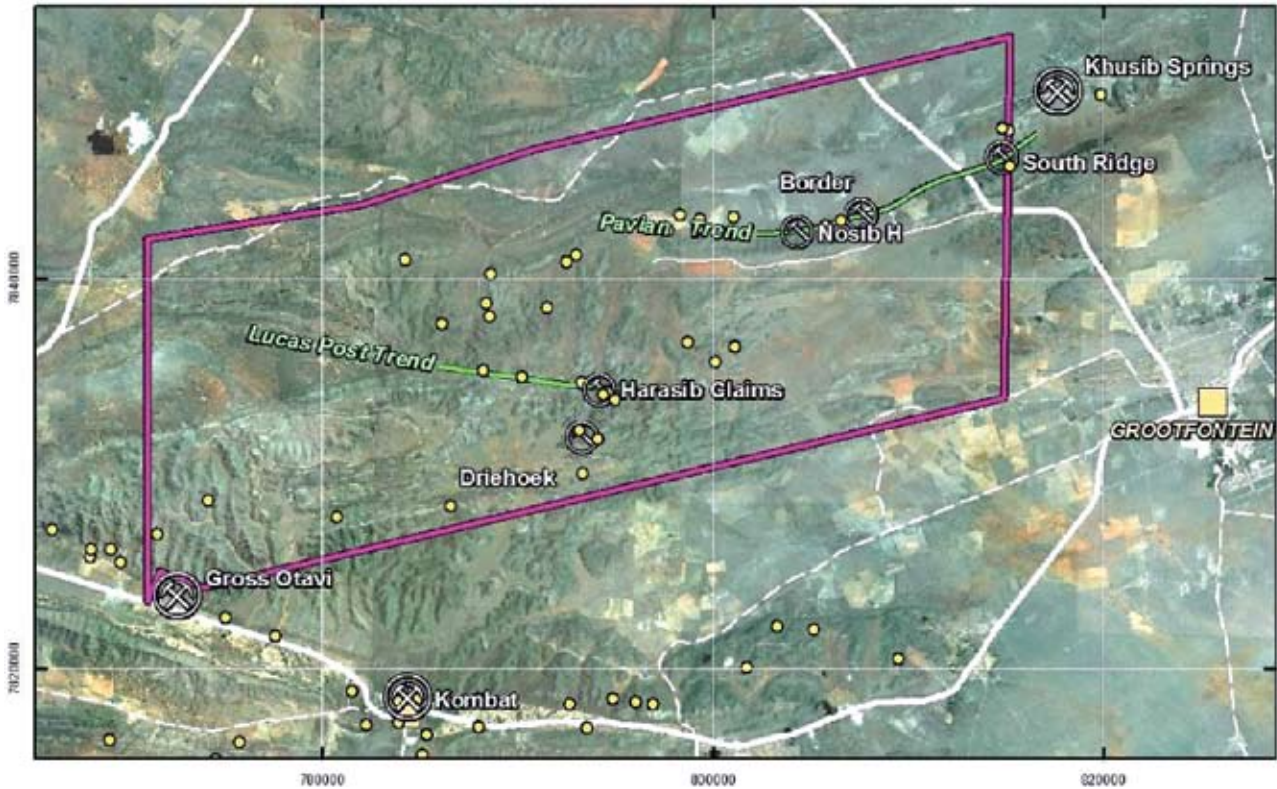 Khusib Springs
South Ridge
Border
Pavian Trend
Nosib H
7840000
Lucas Post Trend
Harasib Claims
GROOTFONTEIN
Driehoek
Gross Otavi
7820000
Kombat
780000
800000
820000